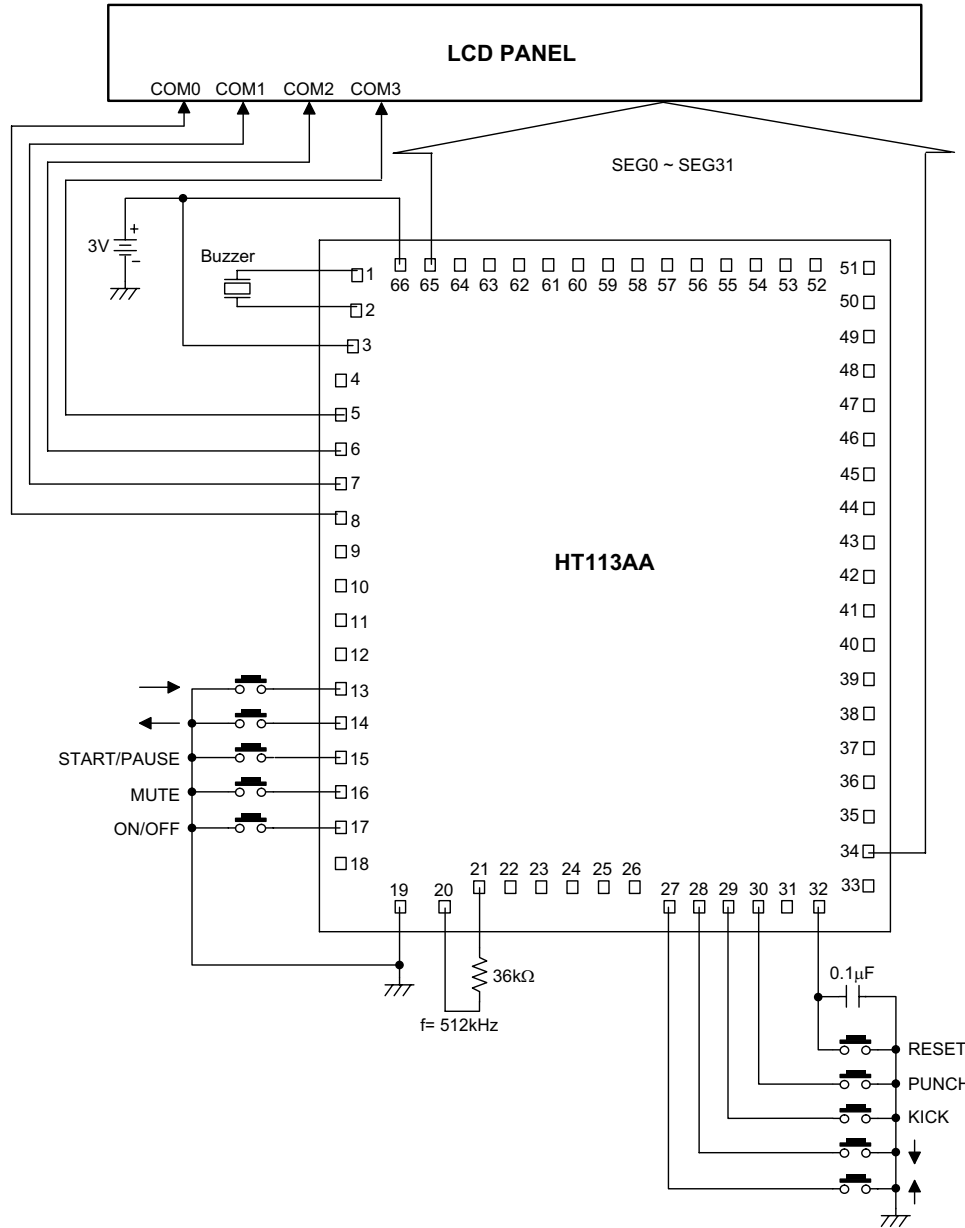 LCD PANEL
COM0 COM1 COM2 COM3
SEG0 ~ SEG31
3V
+
−
Buzzer
1
2
3
4
5
6
7
8
9
10
11
12
13
14
15
16
17
18
66 65 64 63 62 61 60 59 58 57 56 55 54 53 52
51
50
49
48
47
46
45
44
43
42
41
40
39
38
37
36
35
34
33
HT113AA
START/PAUSE
MUTE
ON/OFF
19 20 21 22 23 24 25 26 27 28 29 30 31 32
36kΩ
f= 512kHz
0.1µF
RESET
PUNCH
KICK